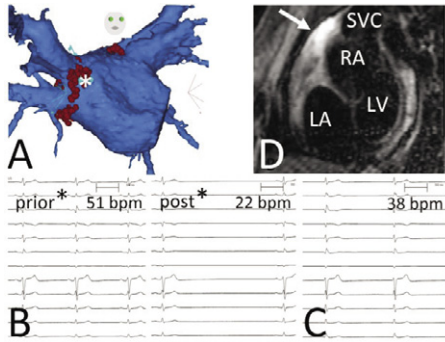 *
A
SVC
RA
LA
LV
D
prior* 51 bpm
post* 22 bpm
38 bpm
B
C